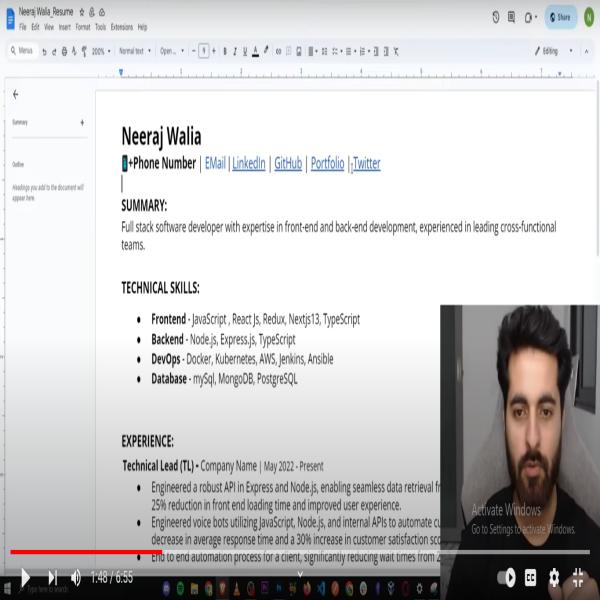 Neeraj Walia_Resume
File Edit View Insert Format Tools Extensions Help
Share
N
Menus
200%
Normal text
Open...
9
Editing
Summary
Outline
Headings you add to the document will
appear here.
Neeraj Walia
+Phone Number | EMail | LinkedIn | GitHub | Portfolio | Twitter
SUMMARY:
Full stack software developer with expertise in front-end and back-end development, experienced in leading cross-functional
teams.
TECHNICAL SKILLS:
● Frontend - JavaScript , React Js, Redux, Nextjs13, TypeScript
● Backend - Node.js, Express.js, TypeScript
● DevOps - Docker, Kubernetes, AWS, Jenkins, Ansible
● Database - mySql, MongoDB, PostgreSQL
EXPERIENCE:
Technical Lead (TL) - Company Name | May 2022 - Present
● Engineered a robust API in Express and Node.js, enabling seamless data retrieval
25% reduction in front end loading time and improved user experience.
● Engineered voice bots utilizing JavaScript, Node.js, and internal APIs to automate
decrease in average response time and a 30% increase in customer satisfaction
● End to end automation process for a client, significantly reducing wait times from
Activate Windows
Go to Settings to activate Windows.
1:48 / 6:55
Type here to search